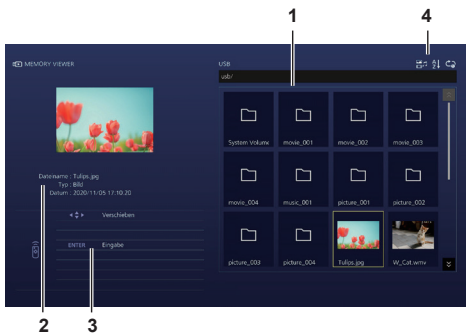 1
4
MEMORY VIEWER
USB
usb/
System Volume
movie_001
movie_002
movie_003
Dateiname : Tulips.jpg
Typ : Bild
Datum : 2020/11/05 17:10:20
movie_004
music_001
picture_001
picture_002
Verschieben
ENTER Eingabe
picture_003
picture_004
Tulips.jpg
W_Cat.wmv
2
3